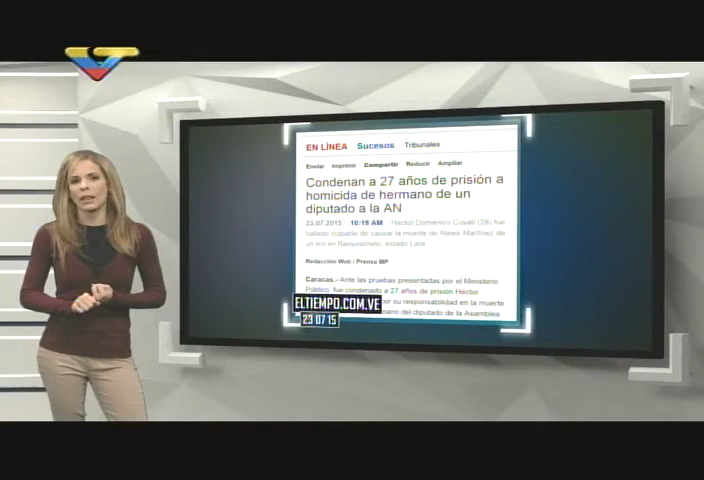 EN LÍNEA Sucesos Tribunales
Enviar Imprimir Compartir Reducir Ampliar
Condenan a 27 años de prisión a
homicida de hermano de un
diputado a la AN
23.07.2015 10:19 AM Héctor Domenico Cusati (28) fue
hallado culpable de causar la muerte de Alexis Martínez, de
un tiro en Barquisimeto, estado Lara
Redacción Web / Prensa MP
Caracas.- Ante las pruebas presentadas por el Ministerio
Público, fue condenado a 27 años de prisión Héctor
su responsabilidad en la muerte
del diputado de la Asamblea
ELTIEMPO.COM.VE
23 07 15